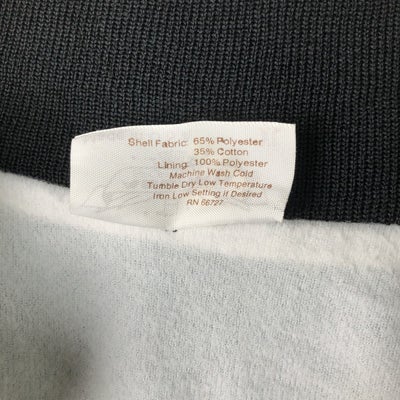 Shell Fabric: 65% Polyester
35% Cotton
Lining: 100% Polyester
Machine Wash Cold
Tumble Dry Low Temperature
Iron Low Setting if Desired
RN 66727